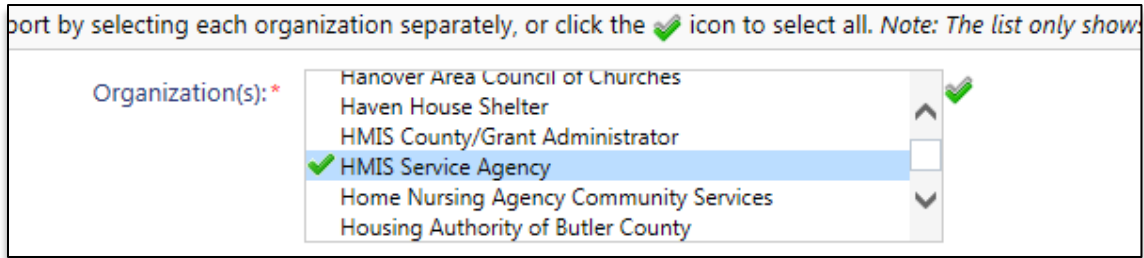 port by selecting each organization separately, or click the icon to select all. Note: The list only shows
Organization(s):*
Hanover Area Council of Churches
Haven House Shelter
HMIS County/Grant Administrator
HMIS Service Agency
Home Nursing Agency Community Services
Housing Authority of Butler County